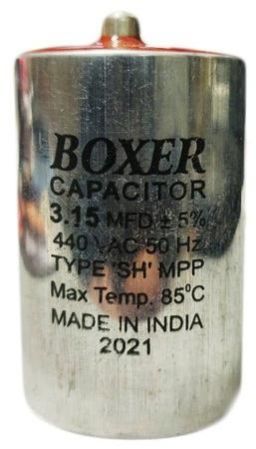 BOXER
CAPACITOR
3.15 MFD ± 5%
440 VAC 50 Hz
TYPE 'SH' MPP
Max Temp. 85°C
MADE IN INDIA
2021